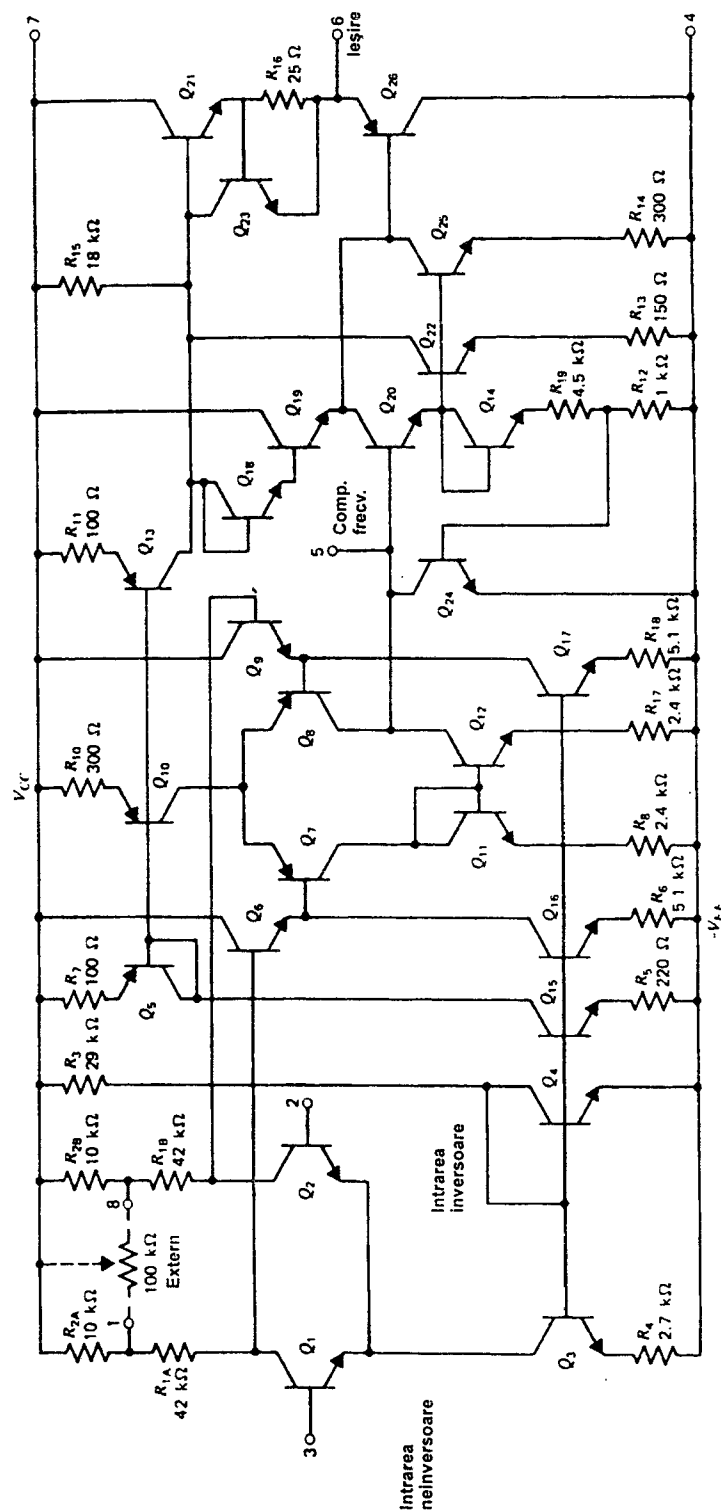 7
V_CC
R2A
10 kΩ
R2B
10 kΩ
R3
29 kΩ
R7
100 Ω
R10
300 Ω
R11
100 Ω
R15
18 kΩ
1
8
100 kΩ
Extern
R1A
42 kΩ
R1B
42 kΩ
Q5
Q10
Q13
Q21
R16
25 Ω
Q23
6
Ieşire
3
Q1
Q2
2
Q6
Q7
Q8
Q9
Q18
Q19
Q26
5
Comp.
frecv.
Q20
Q22
Q25
Q11
Q12
Q24
Q14
R19
4.5 kΩ
Intrarea
neinversoare
Intrarea
inversoare
Q3
Q4
Q15
Q16
Q17
R4
2.7 kΩ
R5
220 Ω
R6
5 1 kΩ
R8
2.4 kΩ
R17
2.4 kΩ
R18
5.1 kΩ
R12
1 kΩ
R13
150 Ω
R14
300 Ω
4